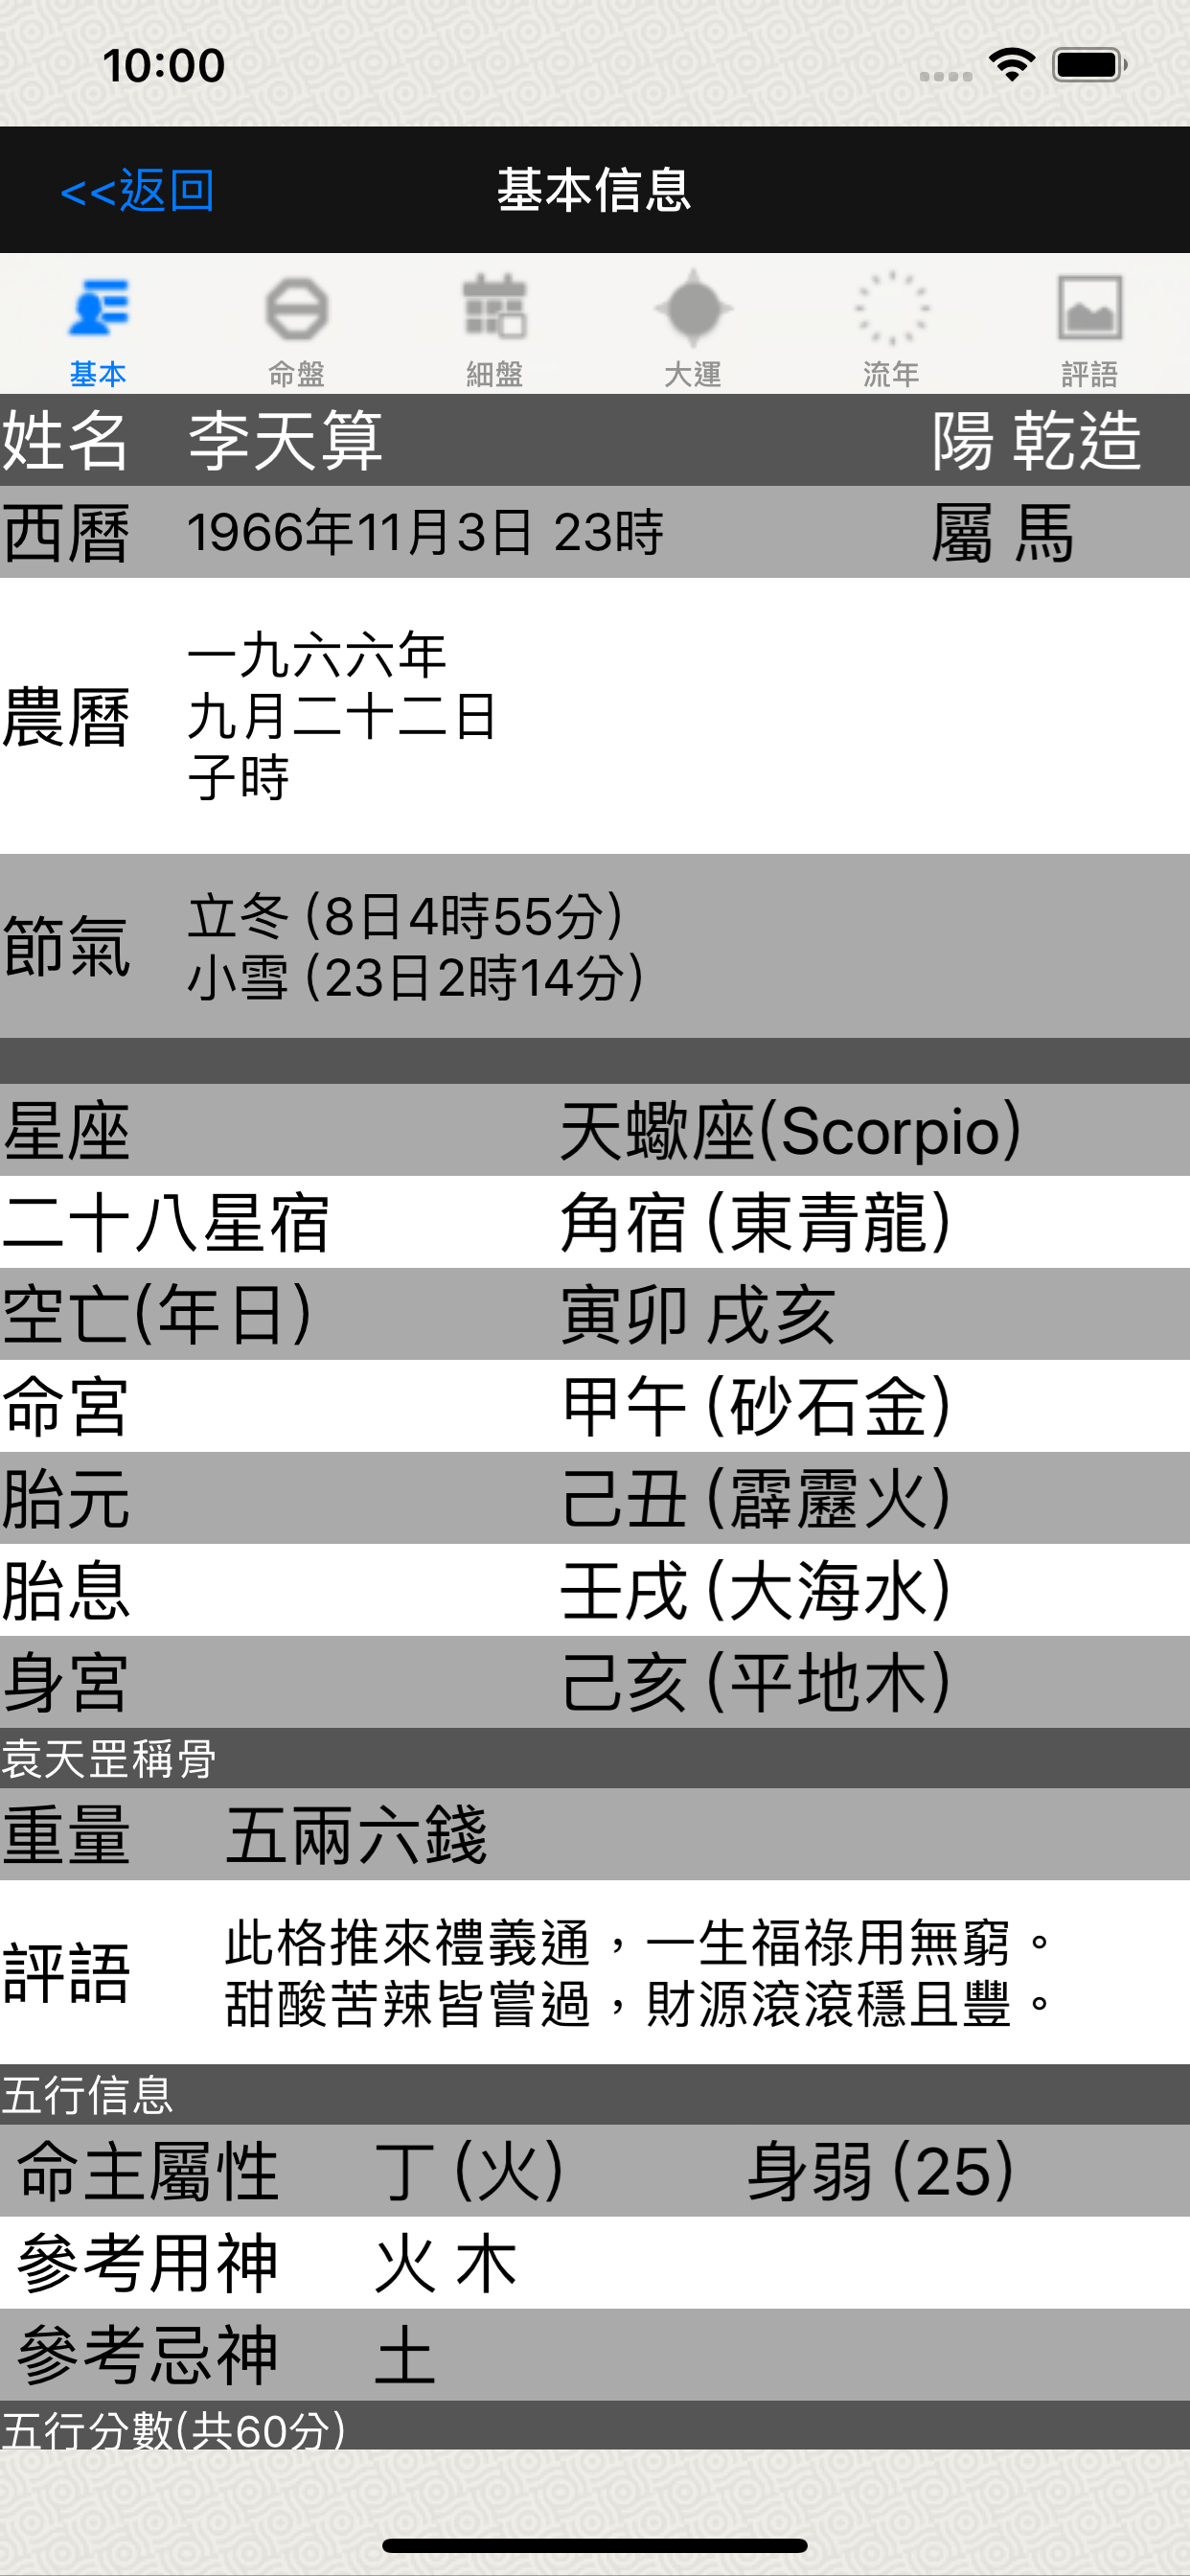 10:00
<<返回 基本信息
基本 命盤 細盤 大運 流年 評語
姓名 李天算 陽 乾造
西曆 1966年11月3日 23時 屬 馬
農曆 一九六六年
九月二十二日
子時
節氣 立冬 (8日4時55分)
小雪 (23日2時14分)
星座 天蠍座(Scorpio)
二十八星宿 角宿 (東青龍)
空亡(年日) 寅卯 戌亥
命宮 甲午 (砂石金)
胎元 己丑 (霹靂火)
胎息 壬戌 (大海水)
身宮 己亥 (平地木)
袁天罡稱骨
重量 五兩六錢
評語 此格推來禮義通，一生福祿用無窮。
甜酸苦辣皆嘗過，財源滾滾穩且豐。
五行信息
命主屬性 丁 (火) 身弱 (25)
參考用神 火 木
參考忌神 土
五行分數(共60分)